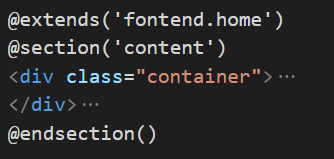 @extends('fontend.home')
@section('content')
<div class="container">…
</div>…
@endsection()